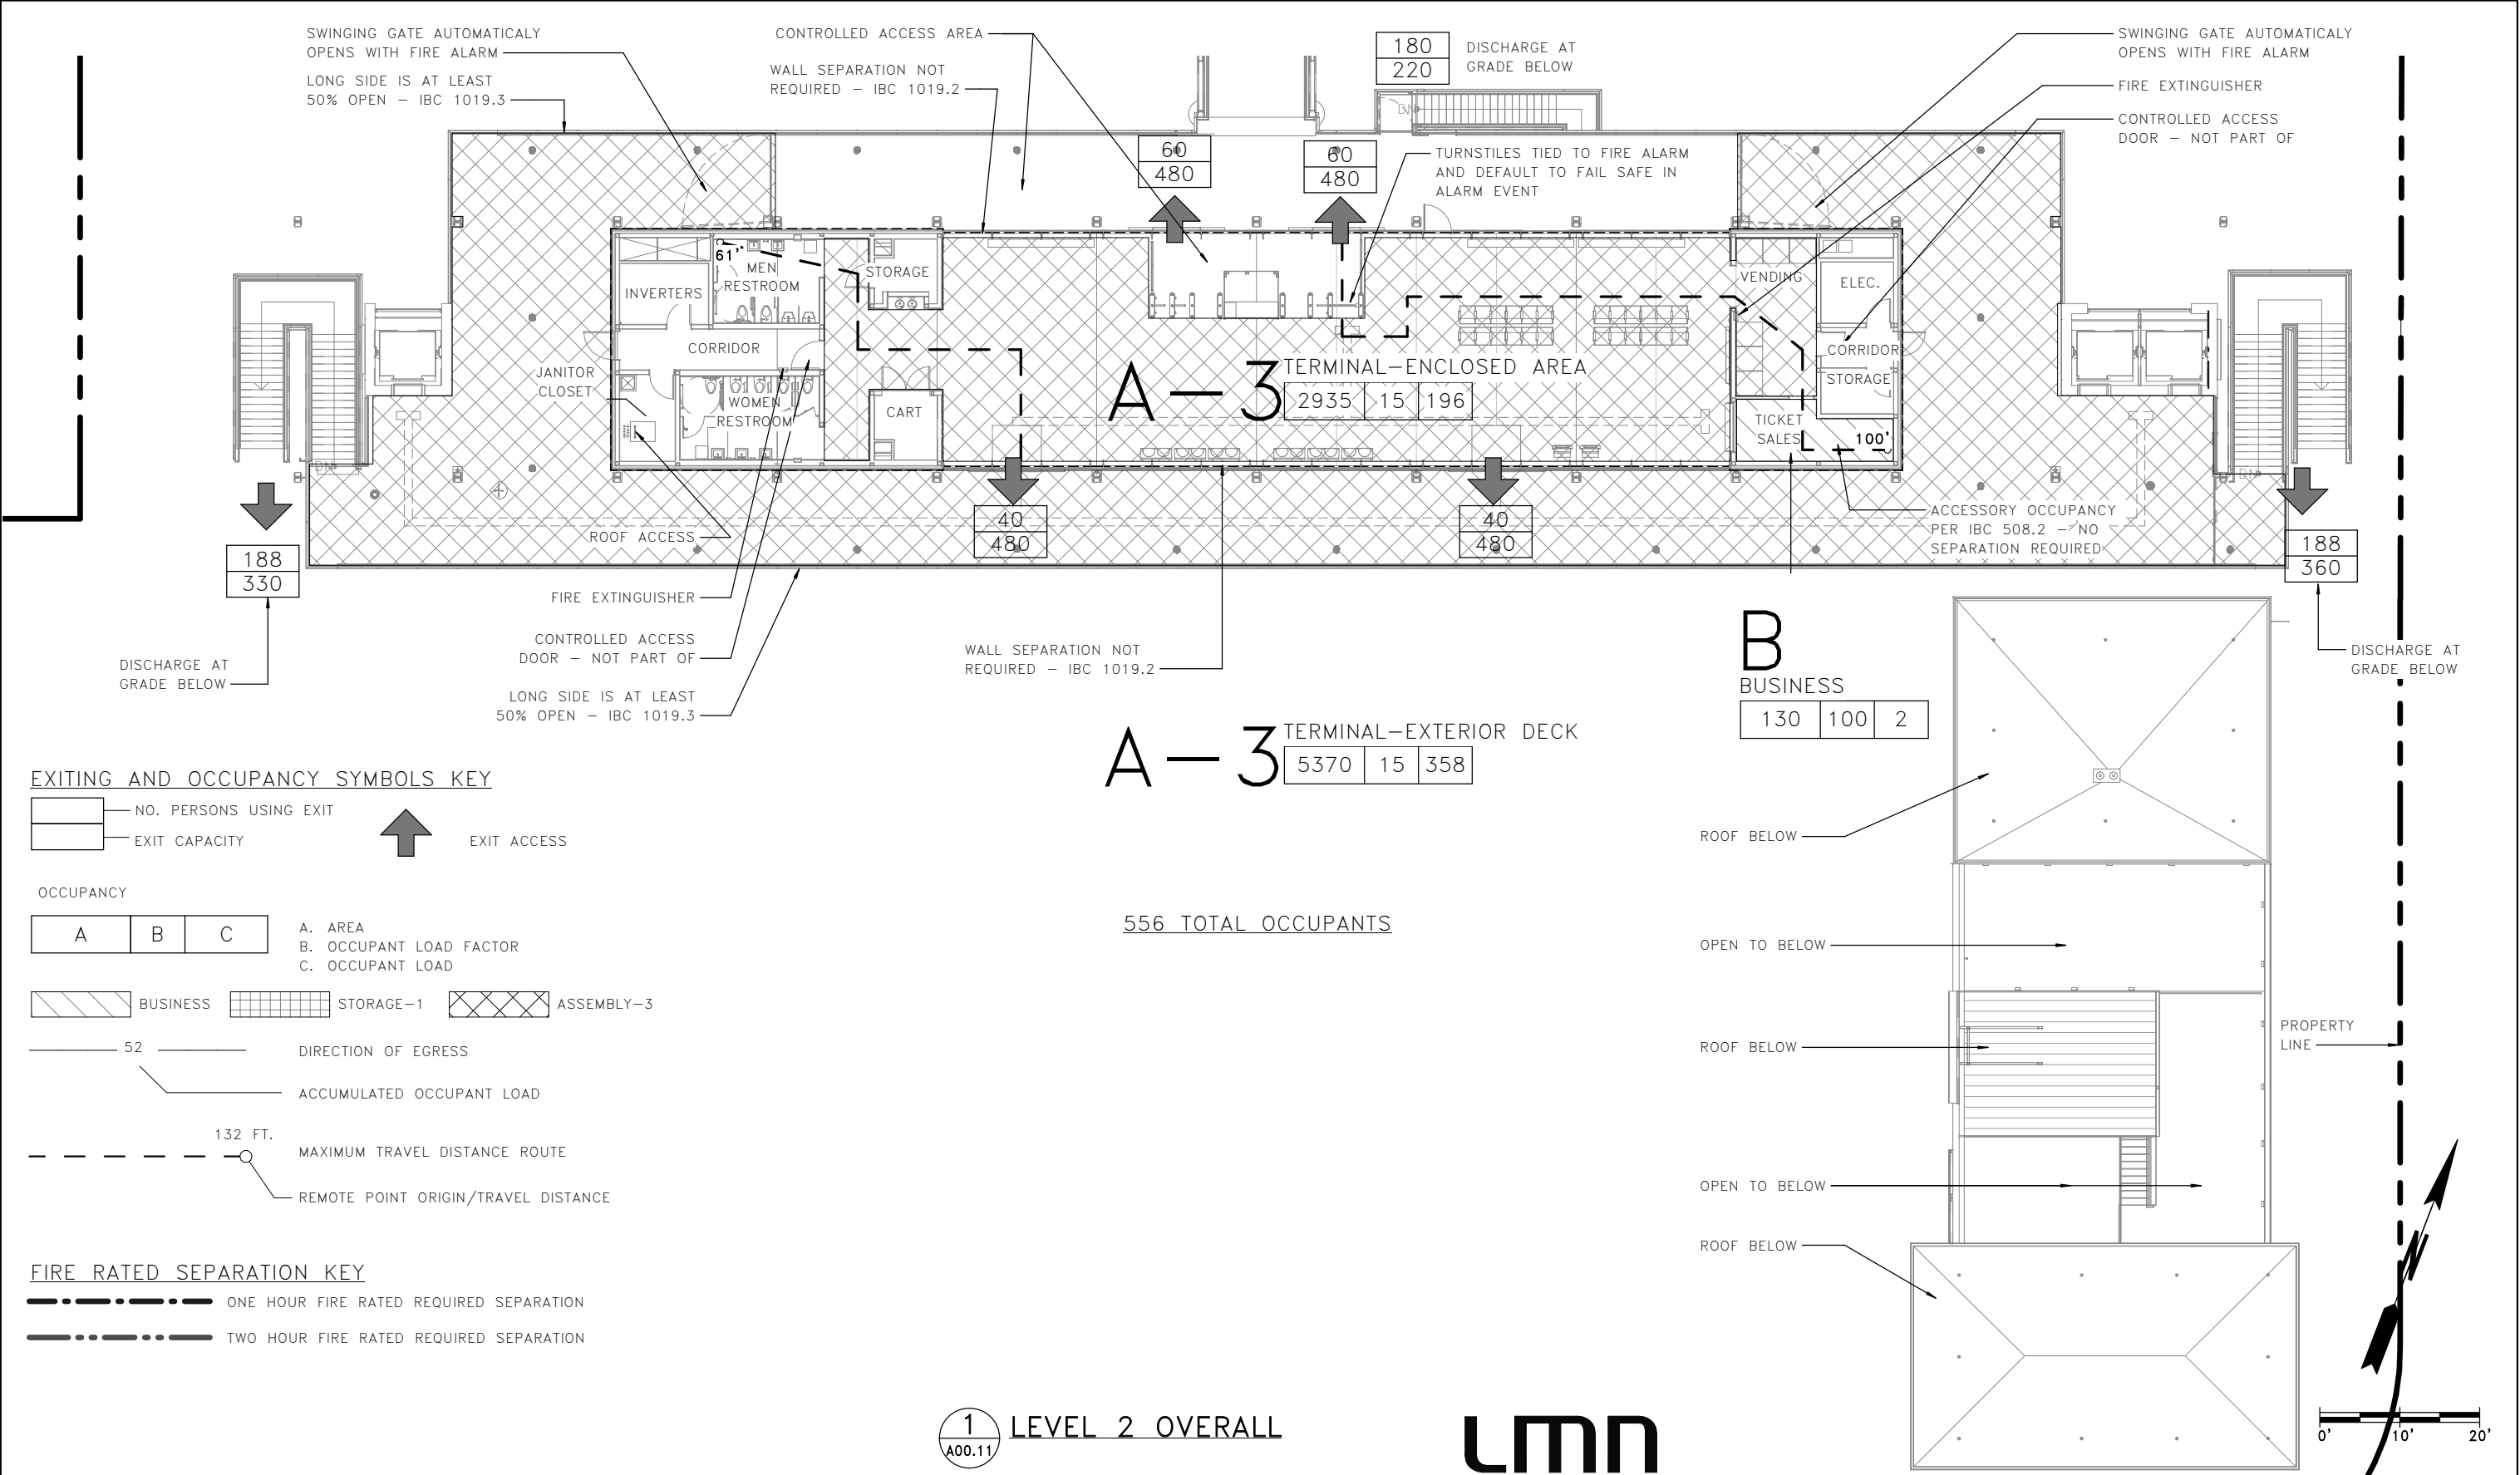 SWINGING GATE AUTOMATICALY
OPENS WITH FIRE ALARM
LONG SIDE IS AT LEAST
50% OPEN – IBC 1019.3
CONTROLLED ACCESS AREA
WALL SEPARATION NOT
REQUIRED – IBC 1019.2
180
220
DISCHARGE AT
GRADE BELOW
SWINGING GATE AUTOMATICALY
OPENS WITH FIRE ALARM
FIRE EXTINGUISHER
CONTROLLED ACCESS
DOOR – NOT PART OF
DN
60
480
60
480
TURNSTILES TIED TO FIRE ALARM
AND DEFAULT TO FAIL SAFE IN
ALARM EVENT
61'
MEN
RESTROOM
STORAGE
INVERTERS
CORRIDOR
JANITOR
CLOSET
WOMEN
RESTROOM
CART
A–3
TERMINAL–ENCLOSED AREA
2935 15 196
VENDING
ELEC.
CORRIDOR
STORAGE
TICKET
SALES
100'
DN
DN
ROOF ACCESS
40
480
40
480
ACCESSORY OCCUPANCY
PER IBC 508.2 – NO
SEPARATION REQUIRED
188
330
188
360
FIRE EXTINGUISHER
CONTROLLED ACCESS
DOOR – NOT PART OF
LONG SIDE IS AT LEAST
50% OPEN – IBC 1019.3
DISCHARGE AT
GRADE BELOW
WALL SEPARATION NOT
REQUIRED – IBC 1019.2
B
BUSINESS
130 100 2
DISCHARGE AT
GRADE BELOW
A–3
TERMINAL–EXTERIOR DECK
5370 15 358
EXITING AND OCCUPANCY SYMBOLS KEY
NO. PERSONS USING EXIT
EXIT CAPACITY
EXIT ACCESS
OCCUPANCY
A B C
A. AREA
B. OCCUPANT LOAD FACTOR
C. OCCUPANT LOAD
BUSINESS
STORAGE–1
ASSEMBLY–3
52
DIRECTION OF EGRESS
ACCUMULATED OCCUPANT LOAD
132 FT.
MAXIMUM TRAVEL DISTANCE ROUTE
REMOTE POINT ORIGIN/TRAVEL DISTANCE
556 TOTAL OCCUPANTS
ROOF BELOW
OPEN TO BELOW
ROOF BELOW
PROPERTY
LINE
OPEN TO BELOW
ROOF BELOW
FIRE RATED SEPARATION KEY
ONE HOUR FIRE RATED REQUIRED SEPARATION
TWO HOUR FIRE RATED REQUIRED SEPARATION
1
A00.11
LEVEL 2 OVERALL
LMN
N
0' 10' 20'